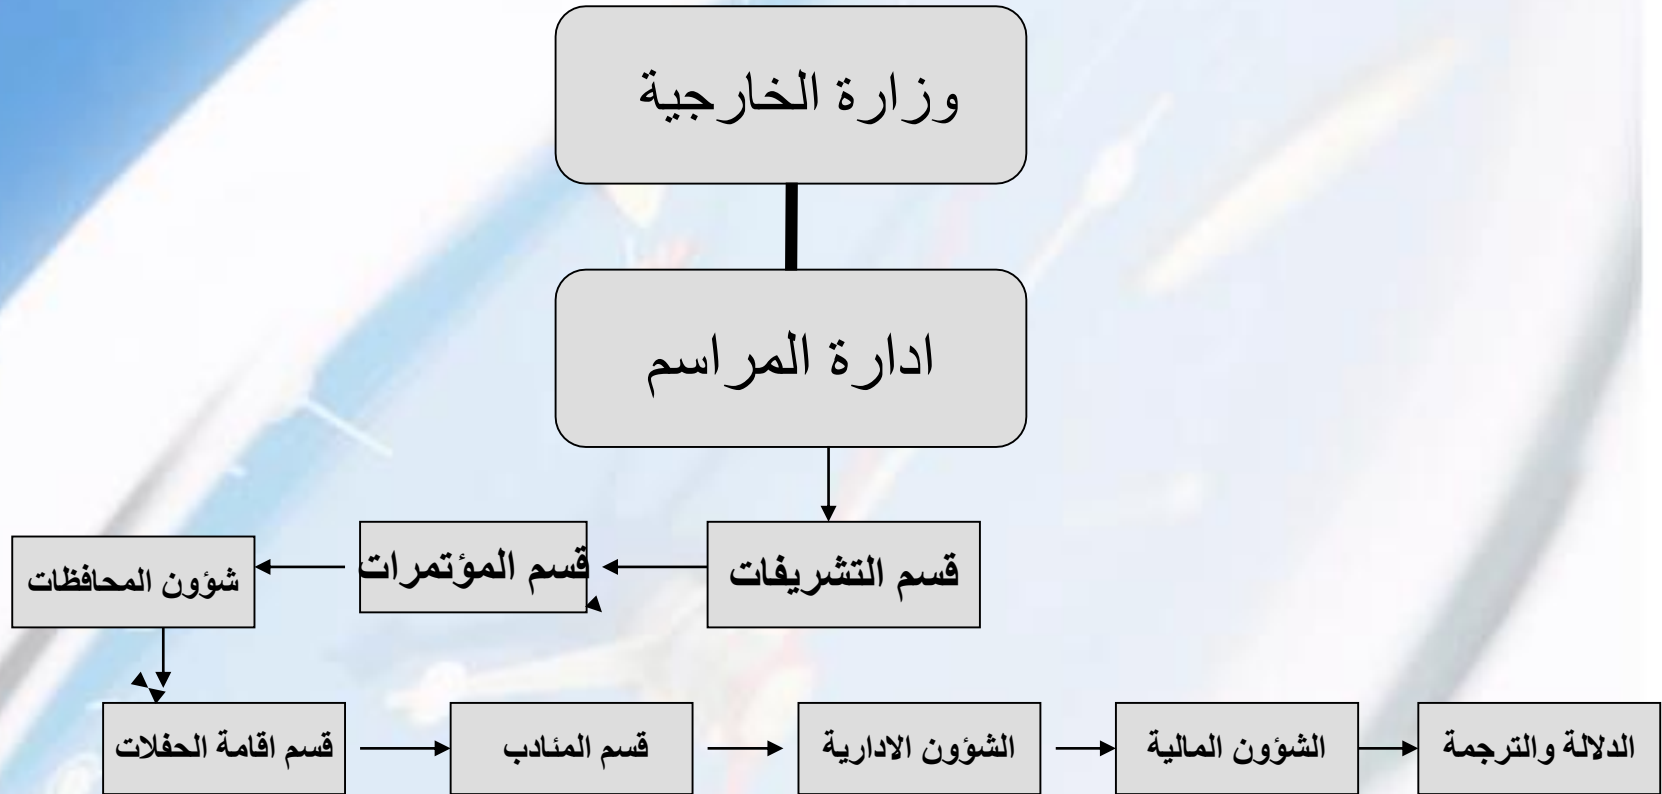 وزارة الخارجية
ادارة المراسم
قسم التشريفات
قسم المؤتمرات
شؤون المحافظات
قسم اقامة الحفلات
قسم المئادب
الشؤون الادارية
الشؤون المالية
الدلالة والترجمة